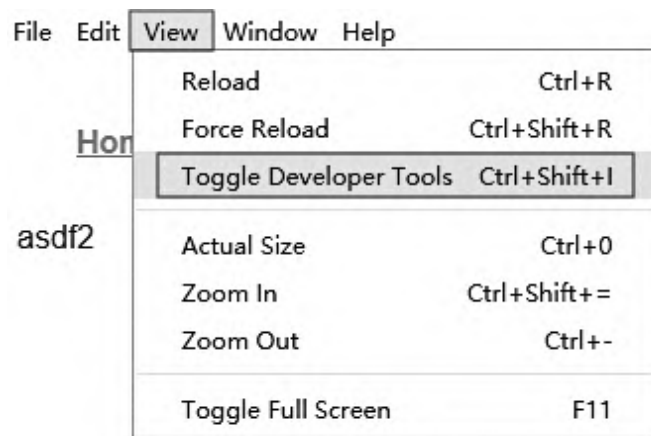 File Edit View Window Help
Reload Ctrl+R
Force Reload Ctrl+Shift+R
Toggle Developer Tools Ctrl+Shift+I
asdf2
Actual Size Ctrl+0
Zoom In Ctrl+Shift+=
Zoom Out Ctrl+-
Toggle Full Screen F11